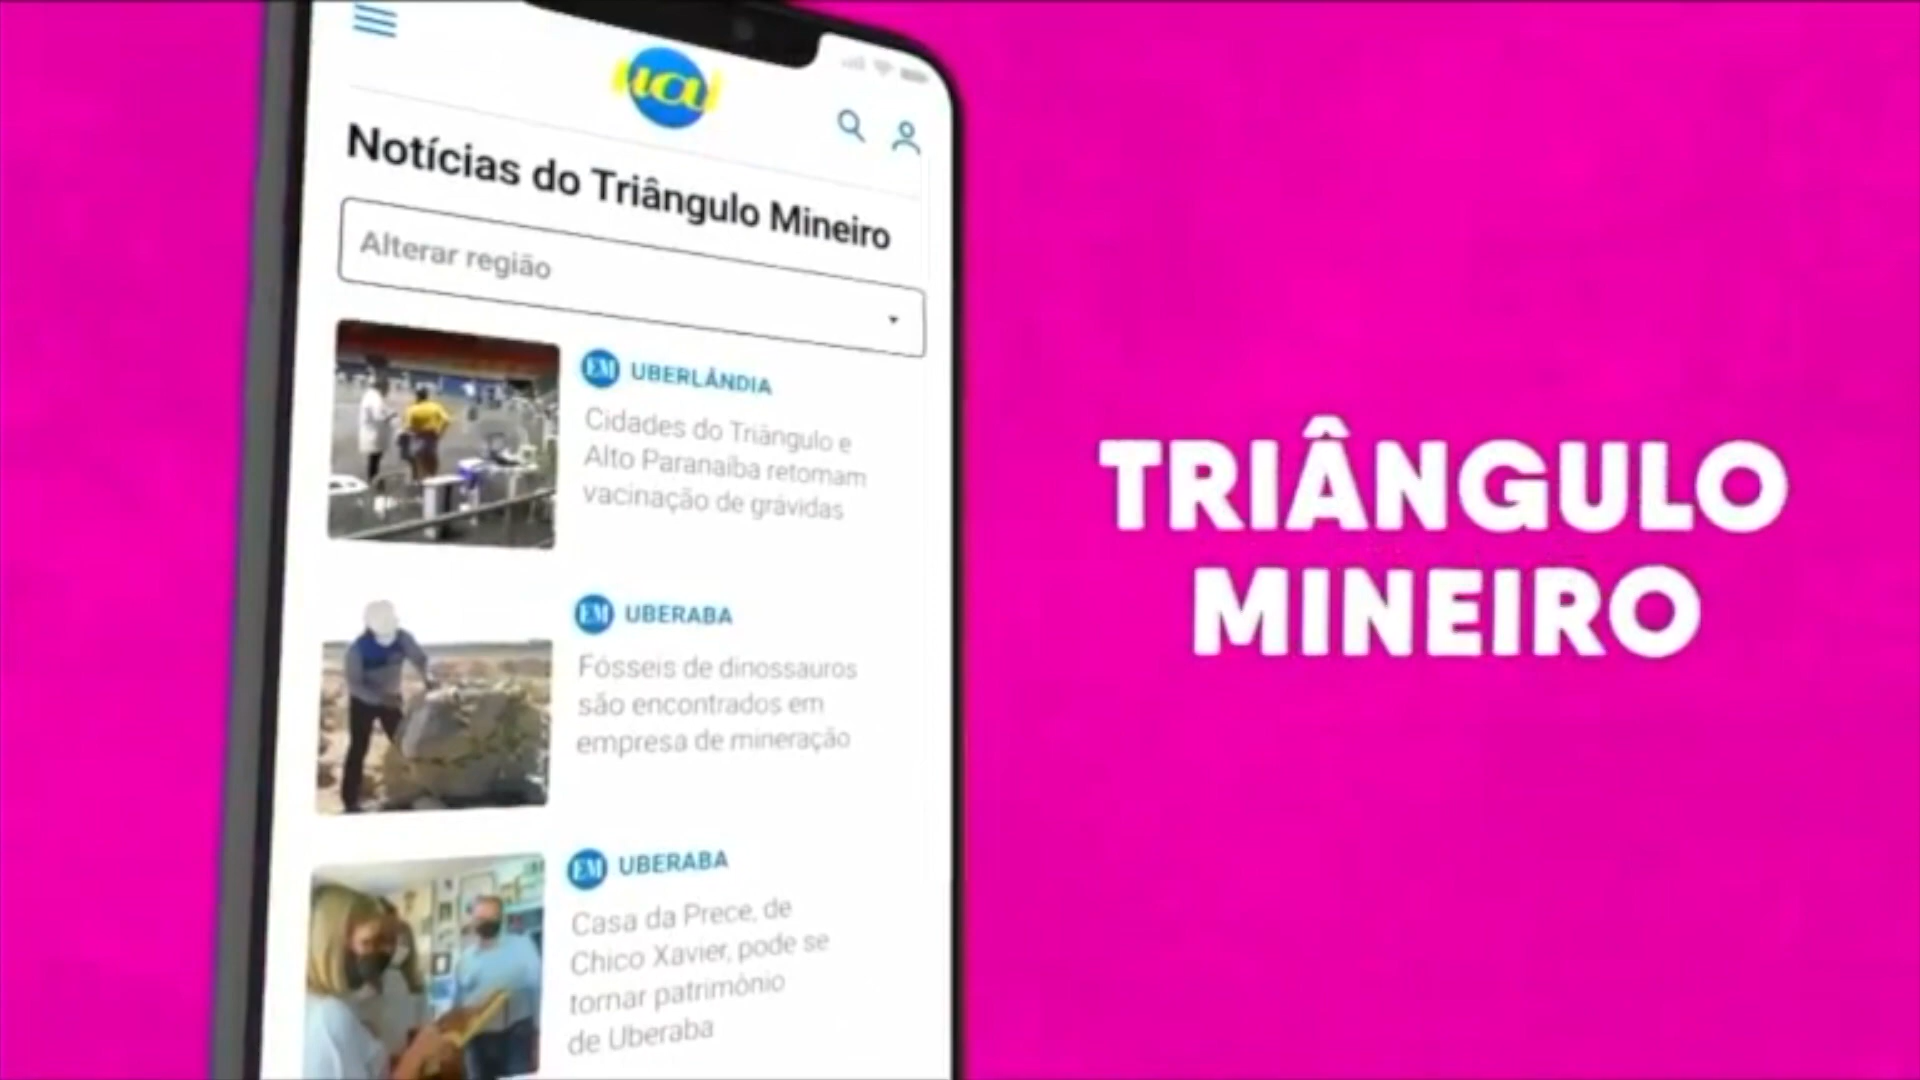 uai
Notícias do Triângulo Mineiro
Alterar região
EM UBERLÂNDIA
Cidades do Triângulo e
Alto Paranaíba retomam
vacinação de grávidas
EM UBERABA
Fósseis de dinossauros
são encontrados em
empresa de mineração
EM UBERABA
Casa da Prece, de
Chico Xavier, pode se
tornar patrimônio
de Uberaba
TRIÂNGULO
MINEIRO